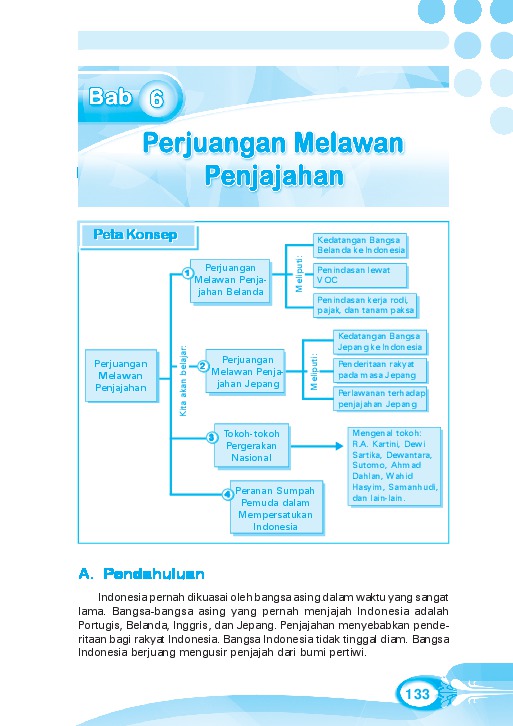 Bab 6
Perjuangan Melawan
Penjajahan
Peta Konsep
Perjuangan
Melawan
Penjajahan
Kita akan belajar:
1
Perjuangan
Melawan Penja-
jahan Belanda
Meliputi:
Kedatangan Bangsa
Belanda ke Indonesia
Penindasan lewat
VOC
Penindasan kerja rodi,
pajak, dan tanam paksa
2
Perjuangan
Melawan Penja-
jahan Jepang
Meliputi:
Kedatangan Bangsa
Jepang ke Indonesia
Penderitaan rakyat
pada masa Jepang
Perlawanan terhadap
penjajahan Jepang
3
Tokoh-tokoh
Pergerakan
Nasional
Mengenal tokoh:
R.A. Kartini, Dewi
Sartika, Dewantara,
Sutomo, Ahmad
Dahlan, Wahid
Hasyim, Samanhudi,
dan lain-lain.
4
Peranan Sumpah
Pemuda dalam
Mempersatukan
Indonesia
A. Pendahuluan
Indonesia pernah dikuasai oleh bangsa asing dalam waktu yang sangat
lama. Bangsa-bangsa asing yang pernah menjajah Indonesia adalah
Portugis, Belanda, Inggris, dan Jepang. Penjajahan menyebabkan pende-
ritaan bagi rakyat Indonesia. Bangsa Indonesia tidak tinggal diam. Bangsa
Indonesia berjuang mengusir penjajah dari bumi pertiwi.
133